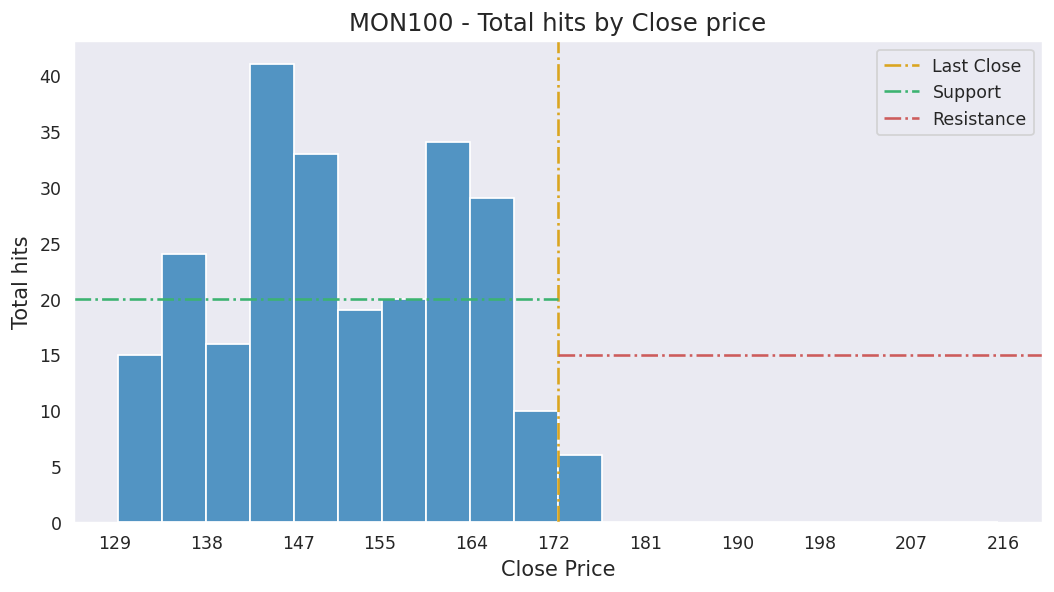 MON100 - Total hits by Close price
Last Close
Support
Resistance
Total hits
40
35
30
25
20
15
10
5
0
129 138 147 155 164 172 181 190 198 207 216
Close Price